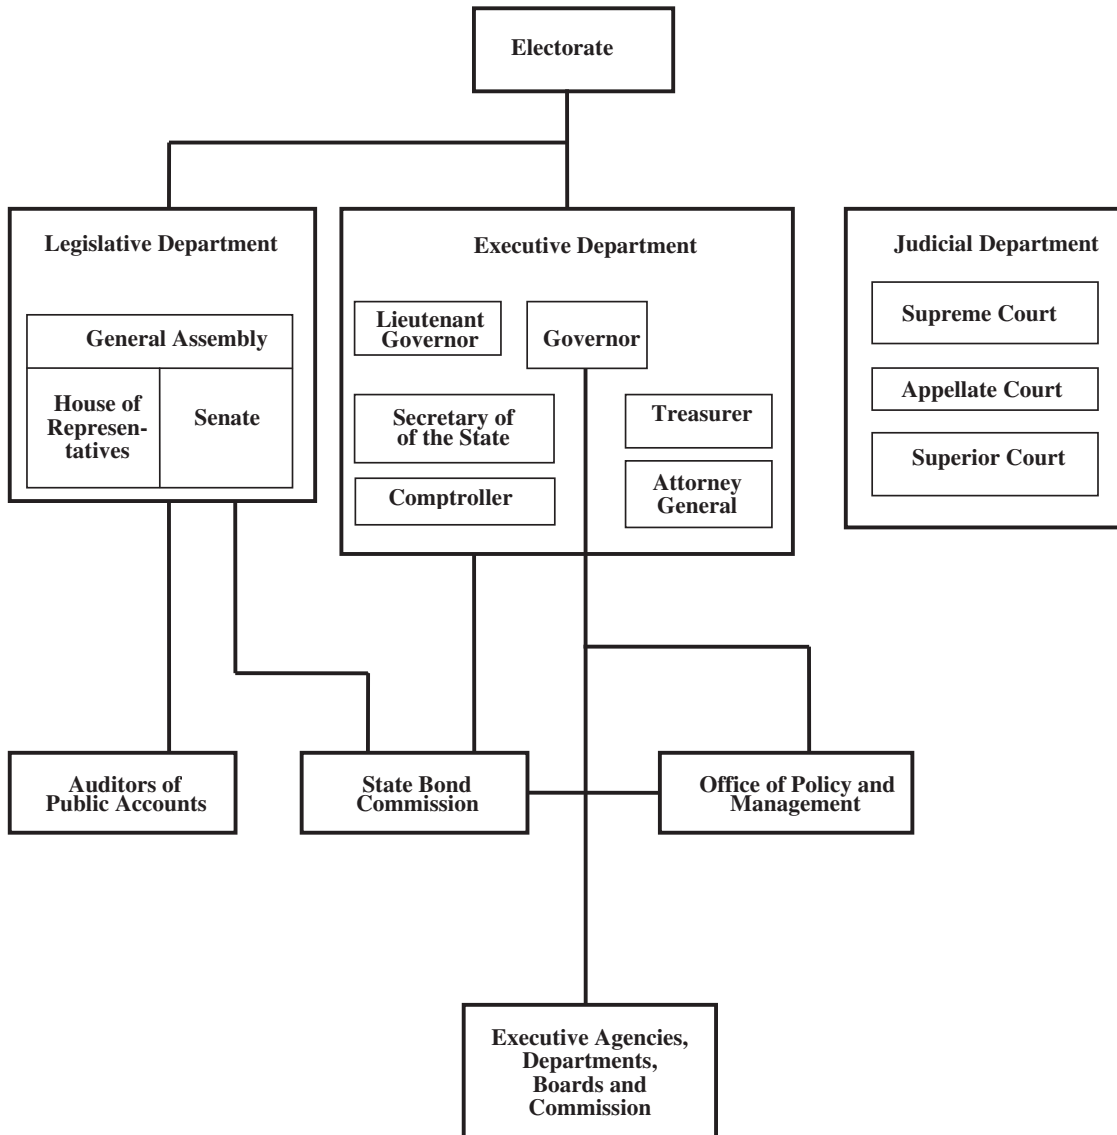 Electorate
Legislative Department
General Assembly
House of
Represen-
tatives
Senate
Executive Department
Lieutenant
Governor
Governor
Secretary of
of the State
Treasurer
Comptroller
Attorney
General
Judicial Department
Supreme Court
Appellate Court
Superior Court
Auditors of
Public Accounts
State Bond
Commission
Office of Policy and
Management
Executive Agencies,
Departments,
Boards and
Commission